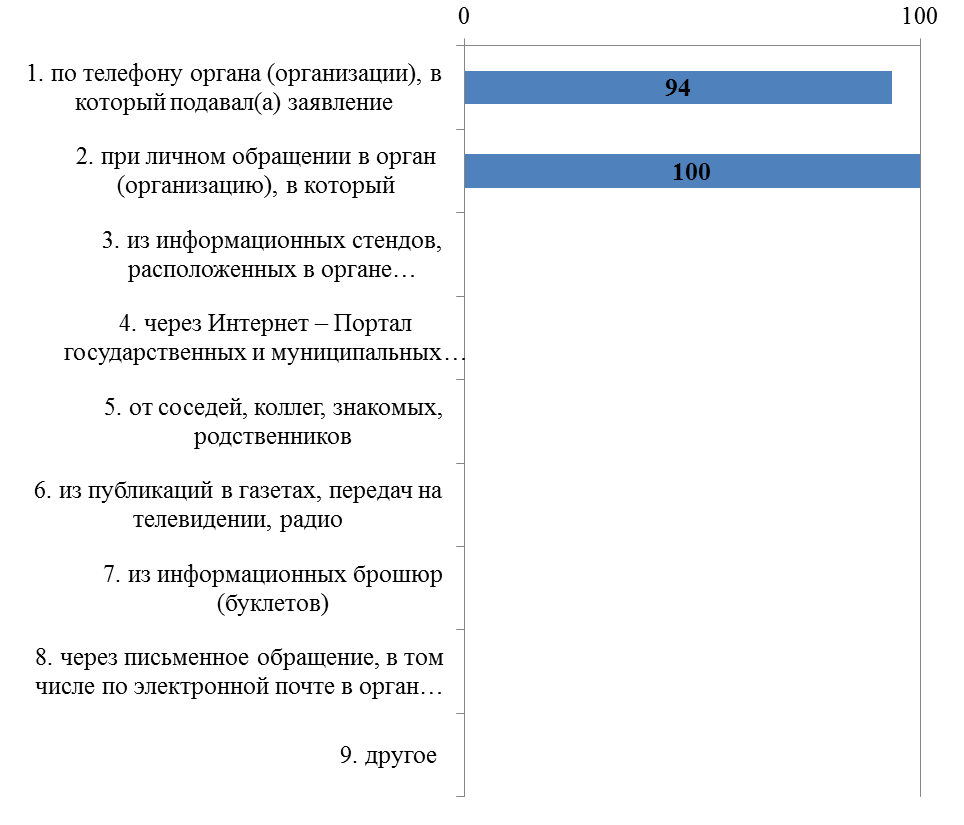 0 100
1. по телефону органа (организации), в
который подавал(а) заявление
94
2. при личном обращении в орган
(организацию), в который
100
3. из информационных стендов,
расположенных в органе…
4. через Интернет – Портал
государственных и муниципальных…
5. от соседей, коллег, знакомых,
родственников
6. из публикаций в газетах, передач на
телевидении, радио
7. из информационных брошюр
(буклетов)
8. через письменное обращение, в том
числе по электронной почте в орган…
9. другое